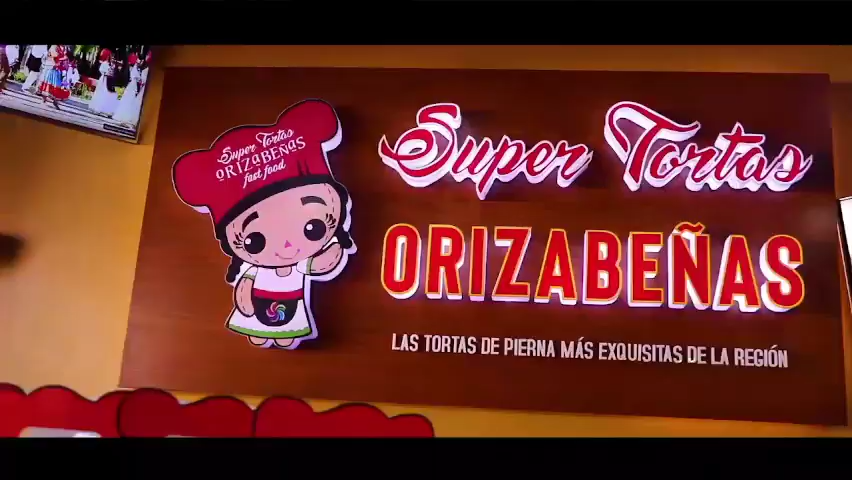 Super Tortas
ORIZABEÑAS
fast food
Super Tortas
ORIZABEÑAS
LAS TORTAS DE PIERNA MÁS EXQUISITAS DE LA REGIÓN